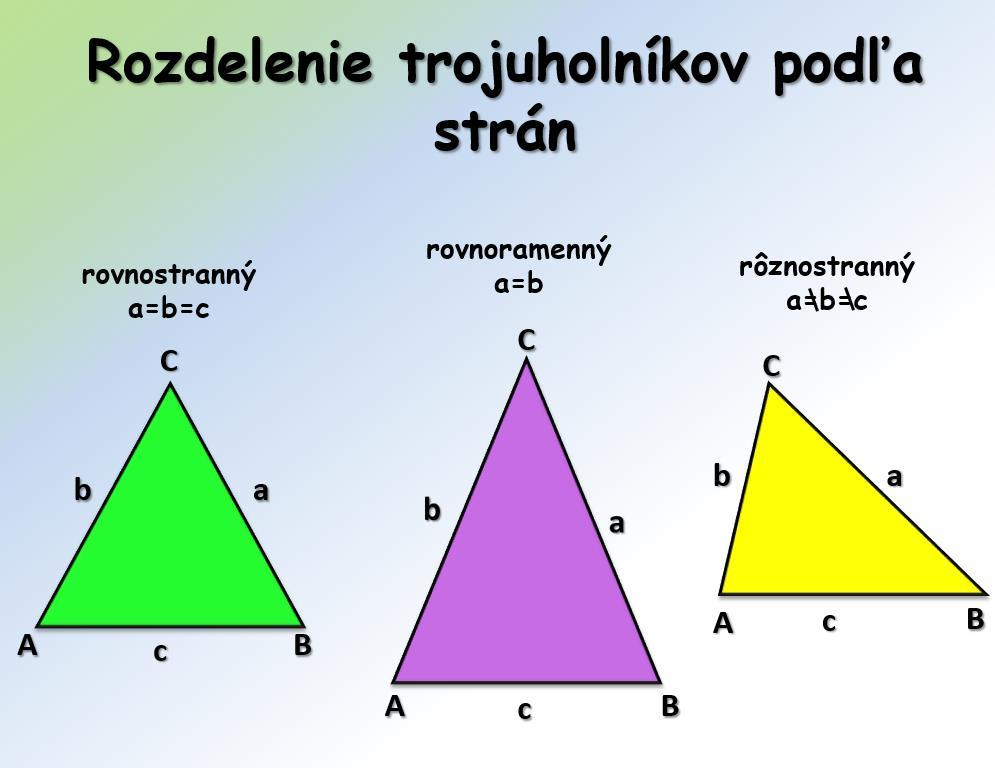 Rozdelenie trojuholníkov podľa
strán
rovnostranný
a=b=c
rovnoramenný
a=b
rôznostranný
a≠b≠c
C
b
a
A
c
B
C
b
a
A
c
B
C
b
a
A
c
B